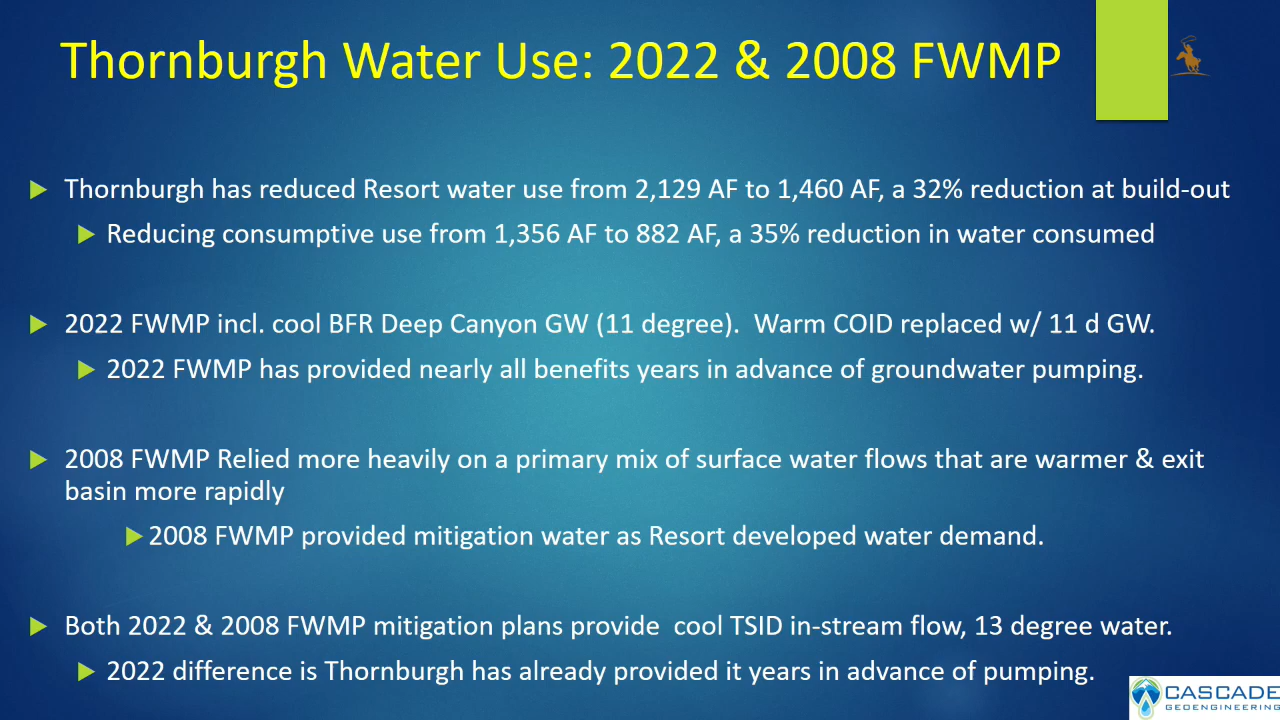 Thornburgh Water Use: 2022 & 2008 FWMP
Thornburgh has reduced Resort water use from 2,129 AF to 1,460 AF, a 32% reduction at build-out
Reducing consumptive use from 1,356 AF to 882 AF, a 35% reduction in water consumed
2022 FWMP incl. cool BFR Deep Canyon GW (11 degree).  Warm COID replaced w/ 11 d GW.
2022 FWMP has provided nearly all benefits years in advance of groundwater pumping.
2008 FWMP Relied more heavily on a primary mix of surface water flows that are warmer & exit
basin more rapidly
2008 FWMP provided mitigation water as Resort developed water demand.
Both 2022 & 2008 FWMP mitigation plans provide  cool TSID in-stream flow, 13 degree water.
2022 difference is Thornburgh has already provided it years in advance of pumping.
CASCADE
GEOENGINEERING